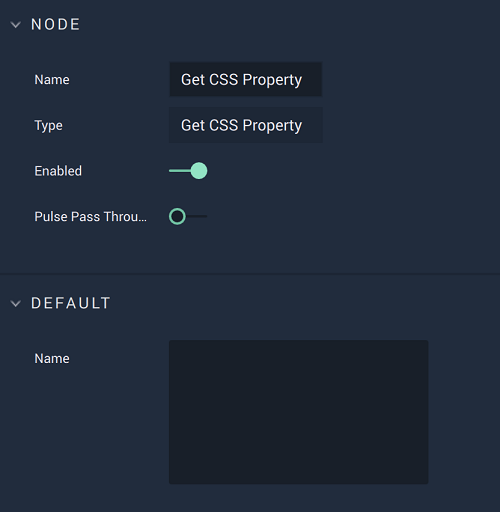 NODE
Name Get CSS Property
Type Get CSS Property
Enabled
Pulse Pass Throu...
DEFAULT
Name